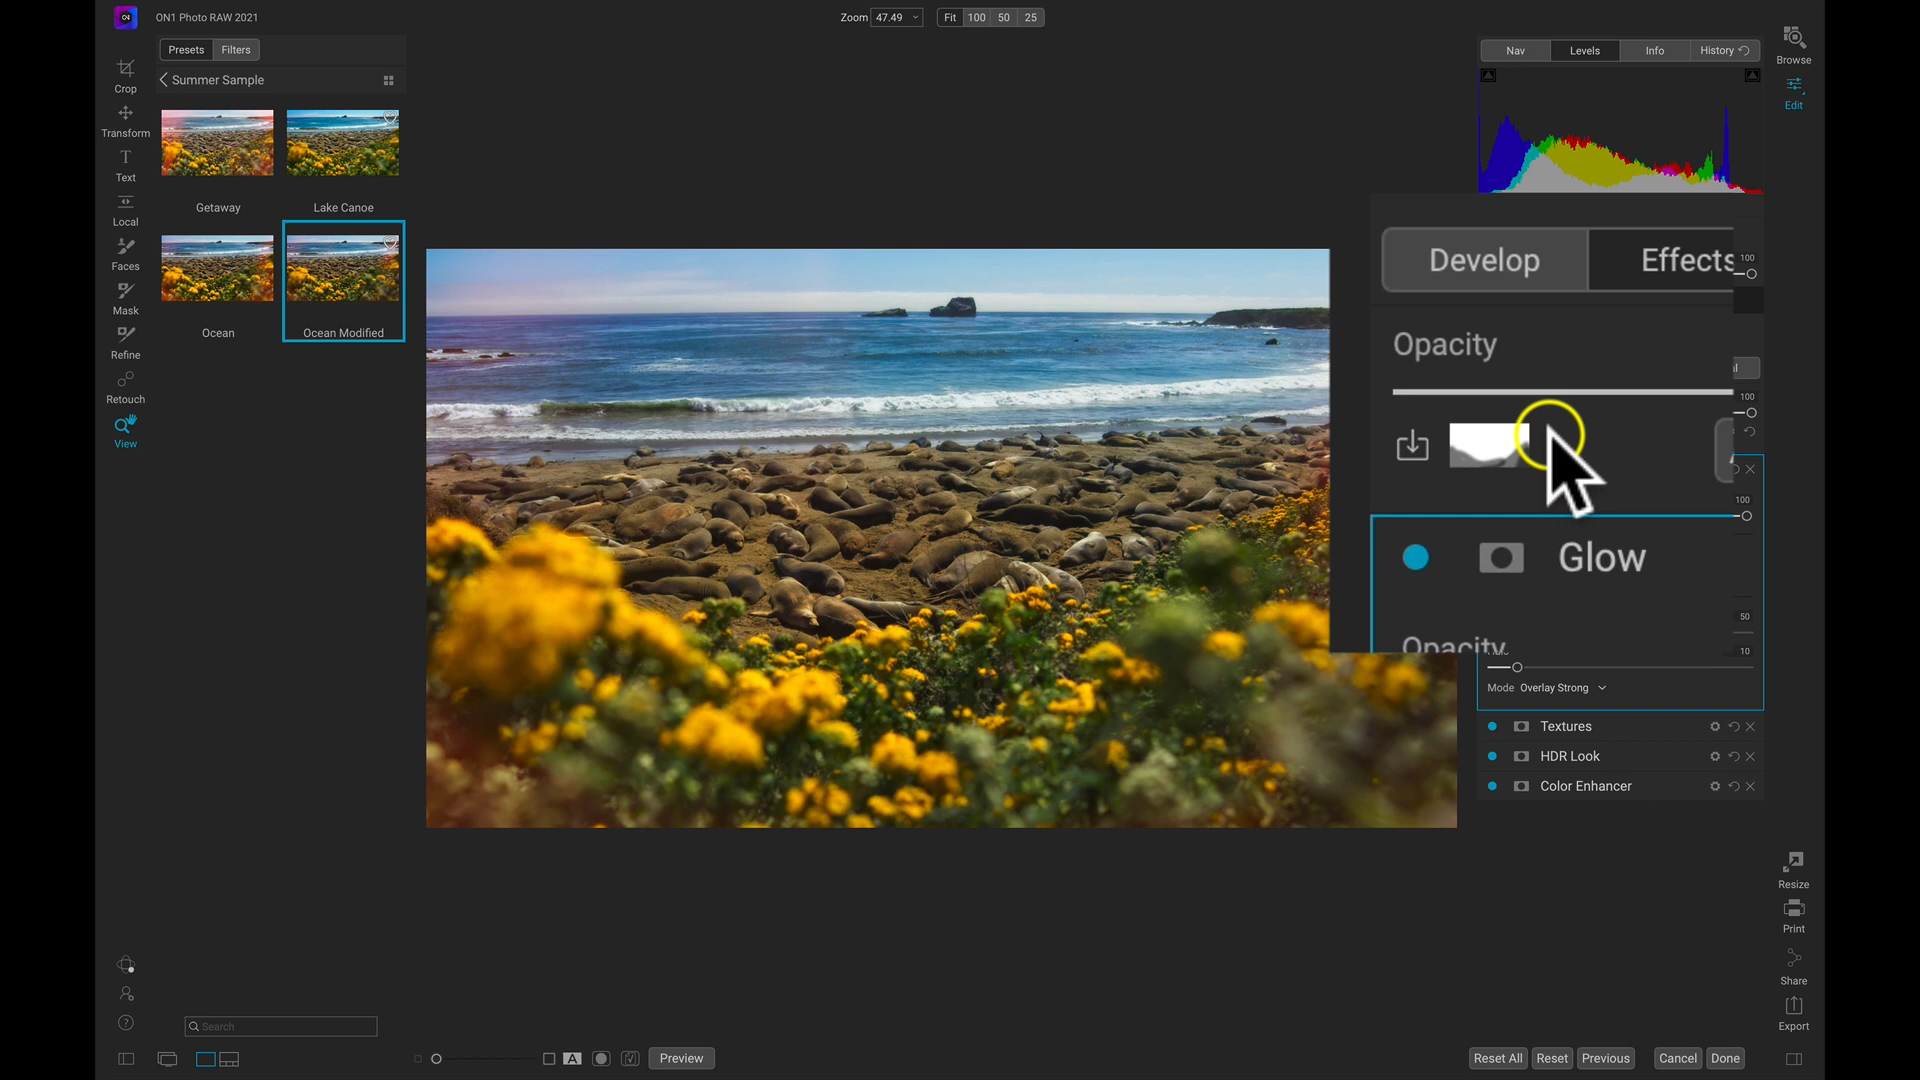 ON1 Photo RAW 2021
Zoom 47.49
Fit 100 50 25
Presets Filters
Summer Sample
Getaway
Lake Canoe
Ocean
Ocean Modified
Crop
Transform
Text
Local
Faces
Mask
Refine
Retouch
View
Search
A
Preview
Nav Levels Info History
Develop Effects
100
Opacity
100
Glow
100
Opacity
50
10
Mode Overlay Strong
Textures
HDR Look
Color Enhancer
Browse
Edit
Resize
Print
Share
Export
Reset All Reset Previous Cancel Done